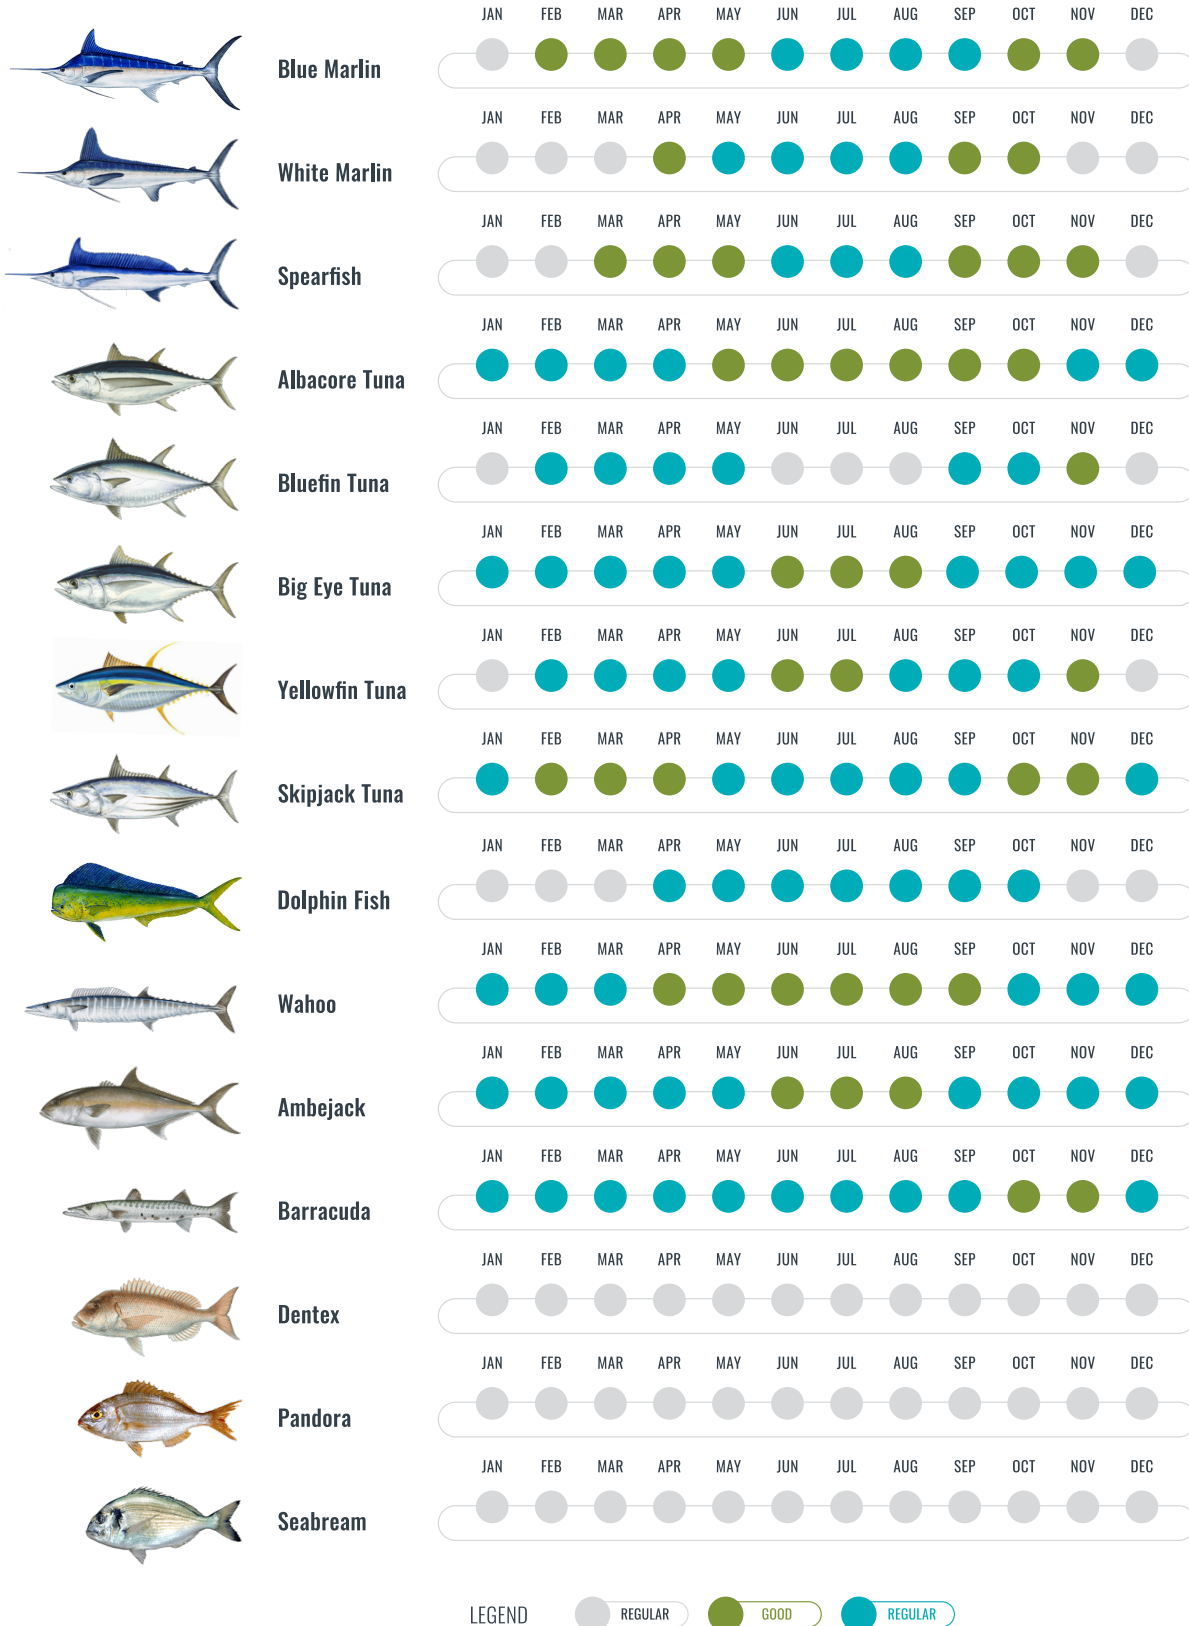 JAN FEB MAR APR MAY JUN JUL AUG SEP OCT NOV DEC
Blue Marlin
JAN FEB MAR APR MAY JUN JUL AUG SEP OCT NOV DEC
White Marlin
JAN FEB MAR APR MAY JUN JUL AUG SEP OCT NOV DEC
Spearfish
JAN FEB MAR APR MAY JUN JUL AUG SEP OCT NOV DEC
Albacore Tuna
JAN FEB MAR APR MAY JUN JUL AUG SEP OCT NOV DEC
Bluefin Tuna
JAN FEB MAR APR MAY JUN JUL AUG SEP OCT NOV DEC
Big Eye Tuna
JAN FEB MAR APR MAY JUN JUL AUG SEP OCT NOV DEC
Yellowfin Tuna
JAN FEB MAR APR MAY JUN JUL AUG SEP OCT NOV DEC
Skipjack Tuna
JAN FEB MAR APR MAY JUN JUL AUG SEP OCT NOV DEC
Dolphin Fish
JAN FEB MAR APR MAY JUN JUL AUG SEP OCT NOV DEC
Wahoo
JAN FEB MAR APR MAY JUN JUL AUG SEP OCT NOV DEC
Ambejack
JAN FEB MAR APR MAY JUN JUL AUG SEP OCT NOV DEC
Barracuda
JAN FEB MAR APR MAY JUN JUL AUG SEP OCT NOV DEC
Dentex
JAN FEB MAR APR MAY JUN JUL AUG SEP OCT NOV DEC
Pandora
JAN FEB MAR APR MAY JUN JUL AUG SEP OCT NOV DEC
Seabream
LEGEND REGULAR GOOD REGULAR